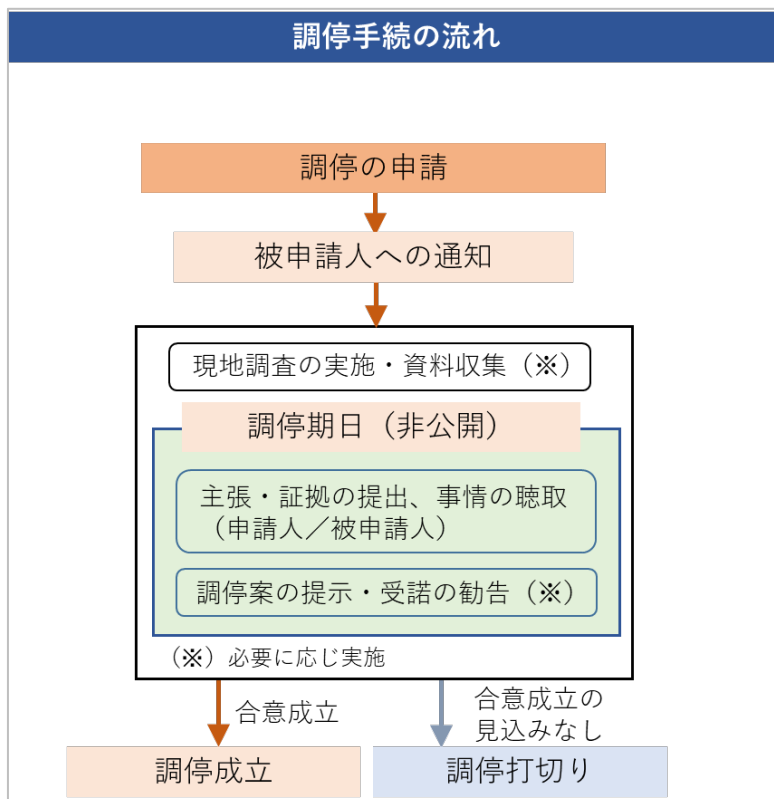 調停手続の流れ
調停の申請
被申請人への通知
現地調査の実施・資料収集（※）
調停期日（非公開）
主張・証拠の提出、事情の聴取
（申請人／被申請人）
調停案の提示・受諾の勧告（※）
（※）必要に応じ実施
合意成立
合意成立の
見込みなし
調停成立
調停打切り